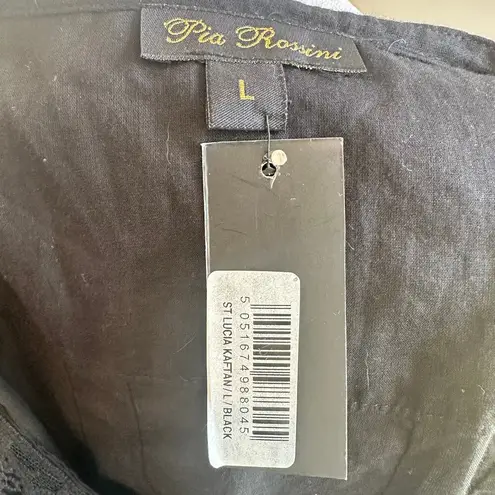 Pia Rossini
L
5 051674 988045
ST LUCIA KAFTAN / L / BLACK